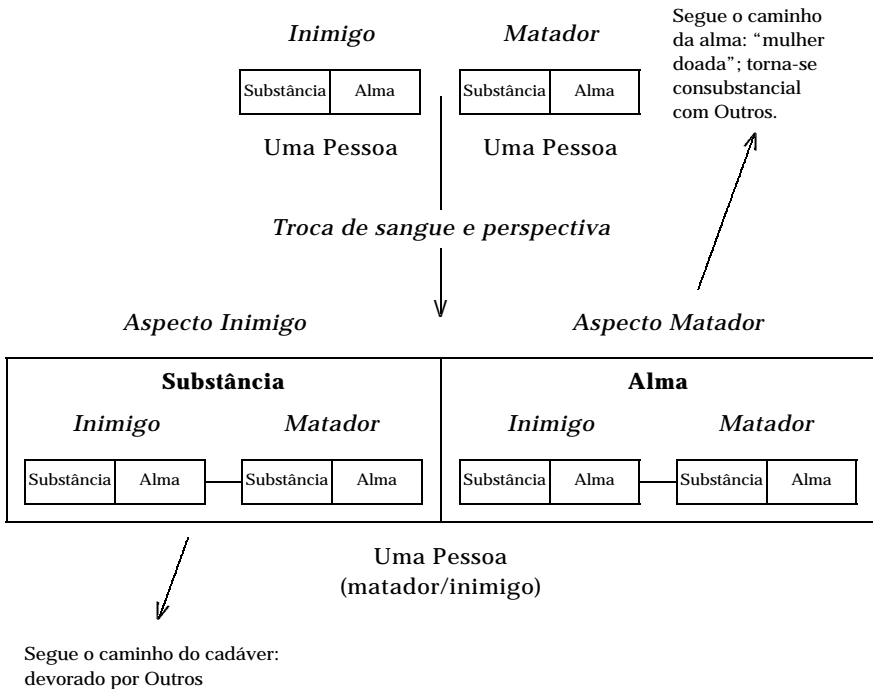 Inimigo
Matador
Segue o caminho
da alma: “mulher
doada”; torna-se
consubstancial
com Outros.
Substância Alma
Substância Alma
Uma Pessoa
Uma Pessoa
Troca de sangue e perspectiva
Aspecto Inimigo
Aspecto Matador
Substância
Alma
Inimigo Matador
Inimigo Matador
Substância Alma Substância Alma
Substância Alma Substância Alma
Uma Pessoa
(matador/inimigo)
Segue o caminho do cadáver:
devorado por Outros